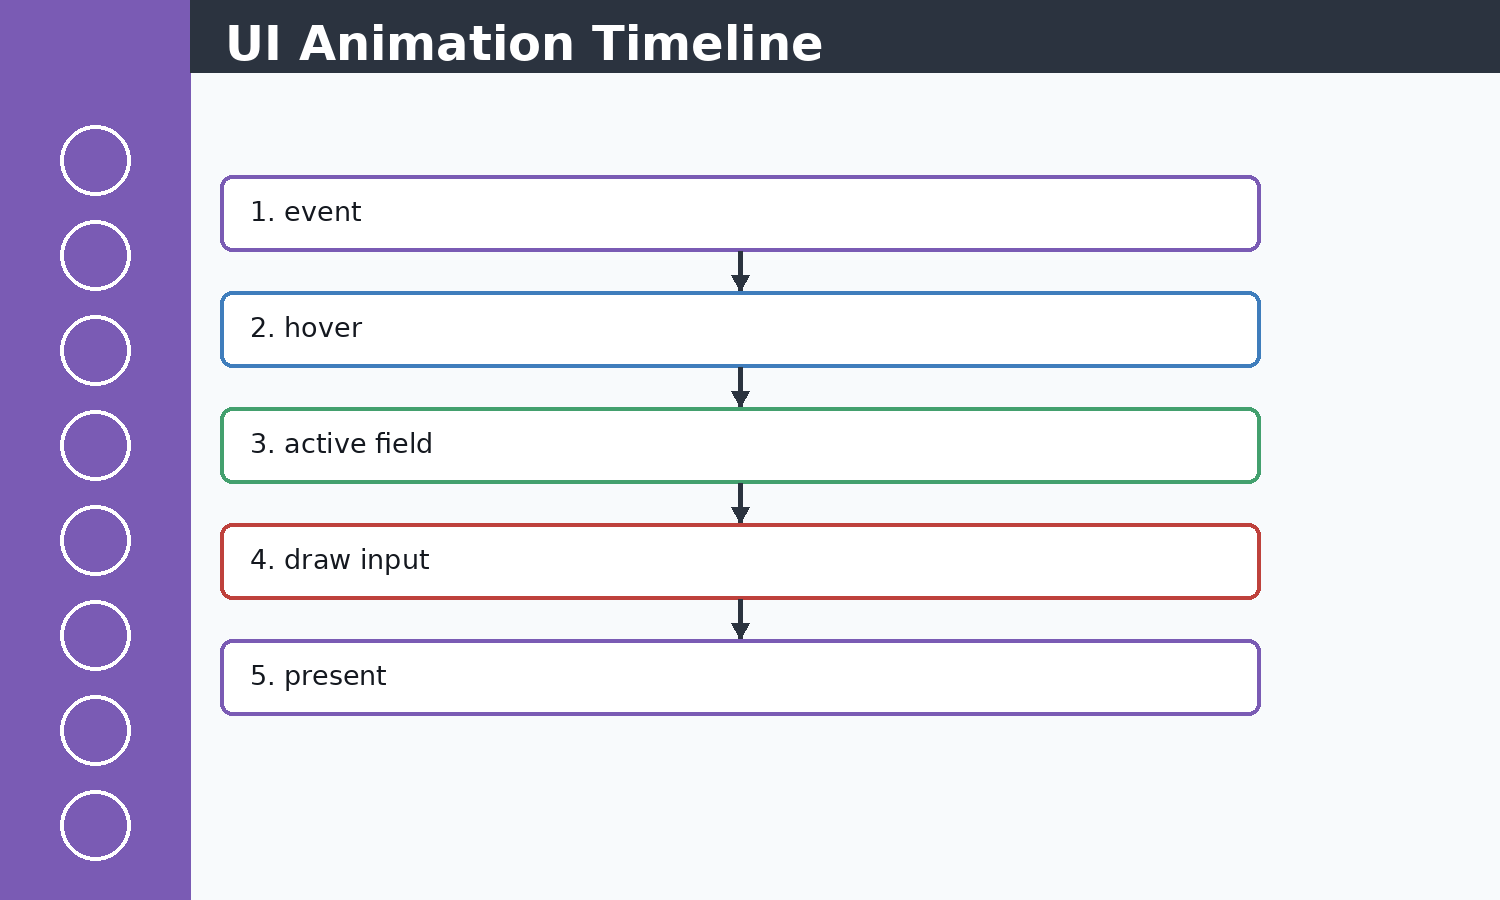 UI Animation Timeline
1. event
2. hover
3. active field
4. draw input
5. present